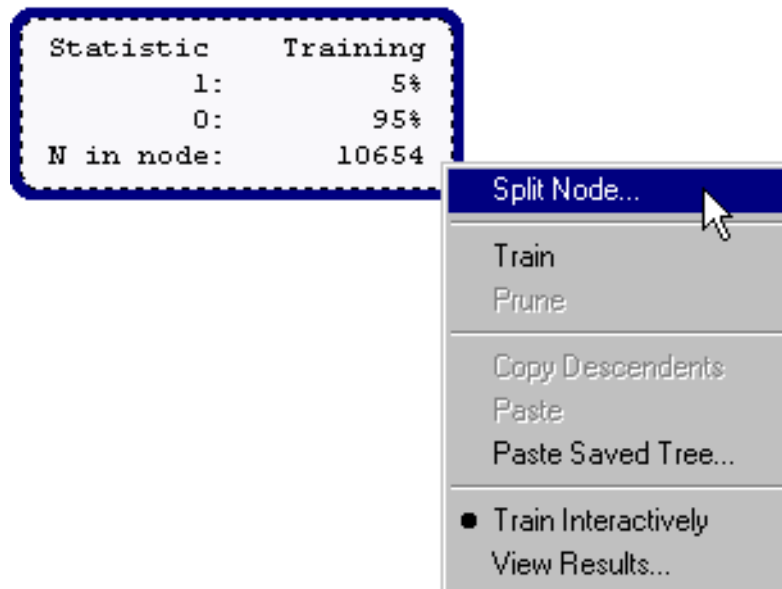 Statistic Training
1: 5%
0: 95%
N in node: 10654
Split Node...
Train
Prune
Copy Descendents
Paste
Paste Saved Tree...
Train Interactively
View Results...